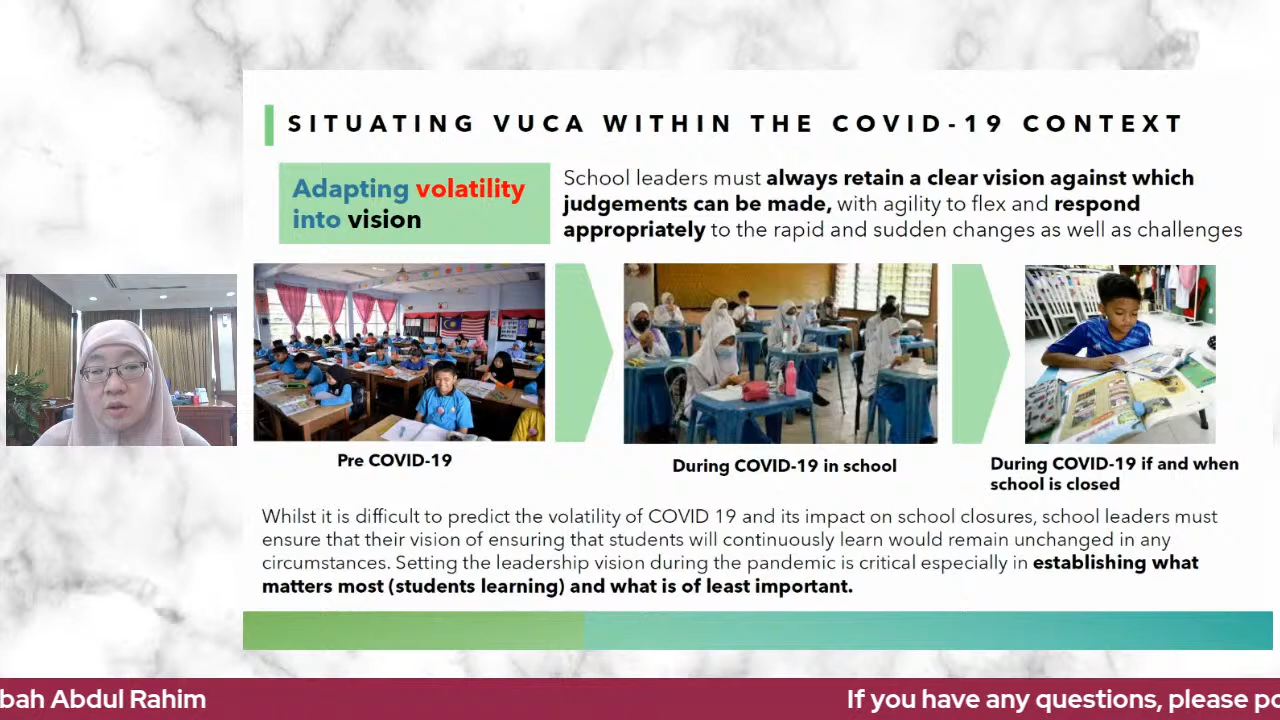 SITUATING VUCA WITHIN THE COVID-19 CONTEXT
Adapting volatility
into vision
School leaders must always retain a clear vision against which
judgements can be made, with agility to flex and respond
appropriately to the rapid and sudden changes as well as challenges
Pre COVID-19
During COVID-19 in school
During COVID-19 if and when
school is closed
Whilst it is difficult to predict the volatility of COVID 19 and its impact on school closures, school leaders must
ensure that their vision of ensuring that students will continuously learn would remain unchanged in any
circumstances. Setting the leadership vision during the pandemic is critical especially in establishing what
matters most (students learning) and what is of least important.
bah Abdul Rahim
If you have any questions, please po